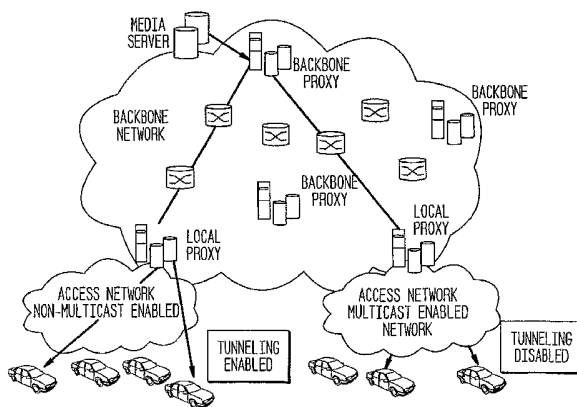 MEDIA
SERVER
BACKBONE
PROXY
BACKBONE
PROXY
BACKBONE
NETWORK
BACKBONE
PROXY
LOCAL
PROXY
LOCAL
PROXY
ACCESS NETWORK
NON-MULTICAST ENABLED
ACCESS NETWORK
MULTICAST ENABLED
NETWORK
TUNNELING
ENABLED
TUNNELING
DISABLED